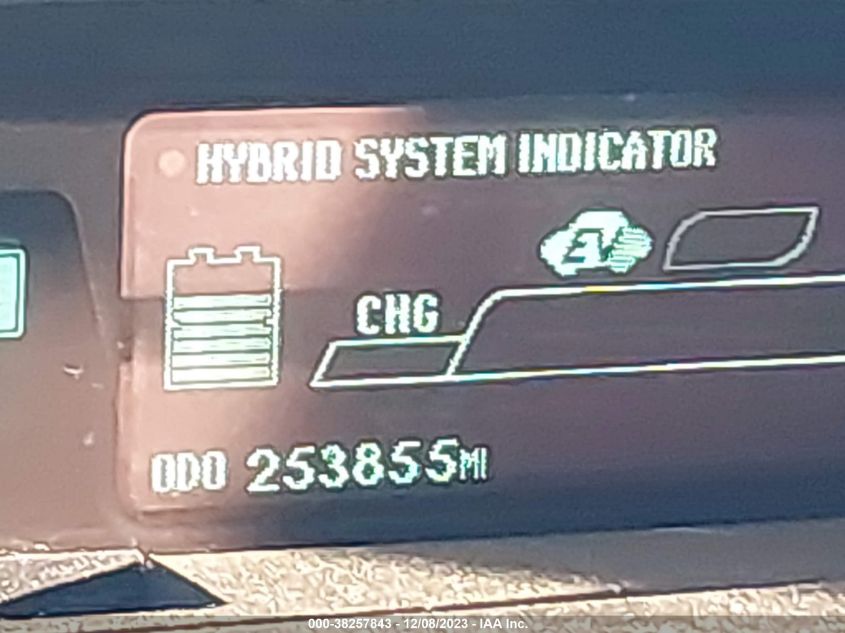 HYBRID SYSTEM INDICATOR
EV
CHG
ODO 253855MI
000-38257843 - 12/08/2023 - IAA Inc.